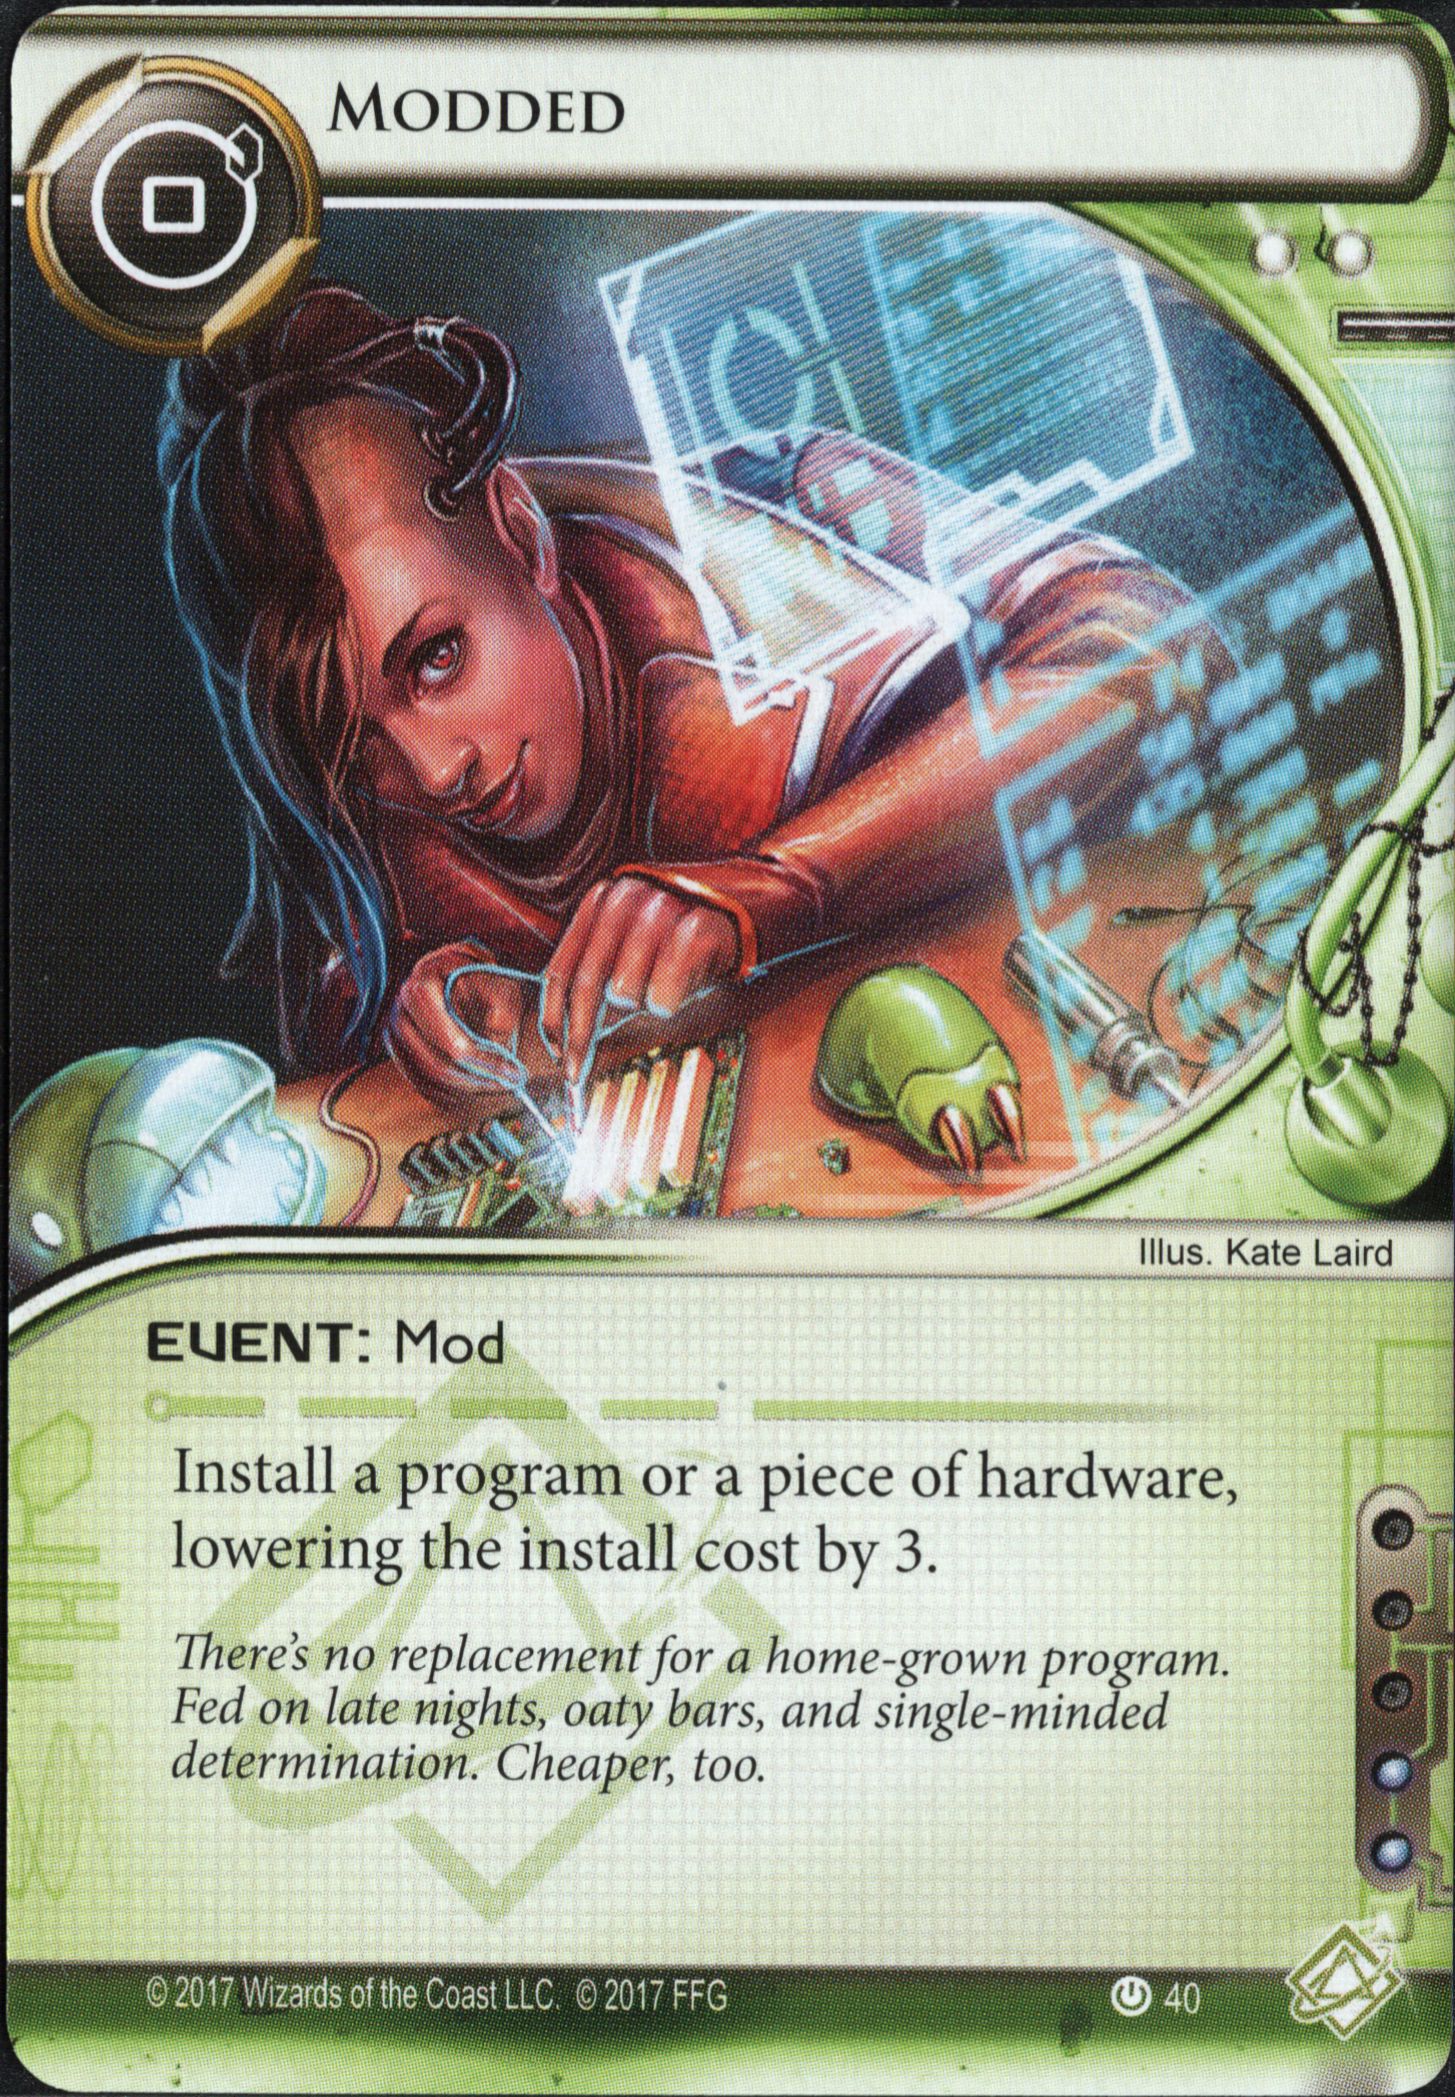 MODDED
0
Illus. Kate Laird
EVENT: Mod
Install a program or a piece of hardware,
lowering the install cost by 3.
There's no replacement for a home-grown program.
Fed on late nights, oaty bars, and single-minded
determination. Cheaper, too.
© 2017 Wizards of the Coast LLC. © 2017 FFG
40